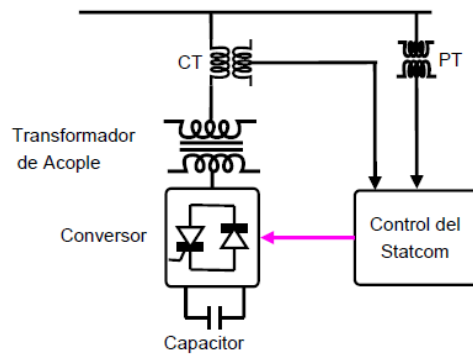 CT
PT
Transformador
de Acople
Conversor
Control del
Statcom
Capacitor